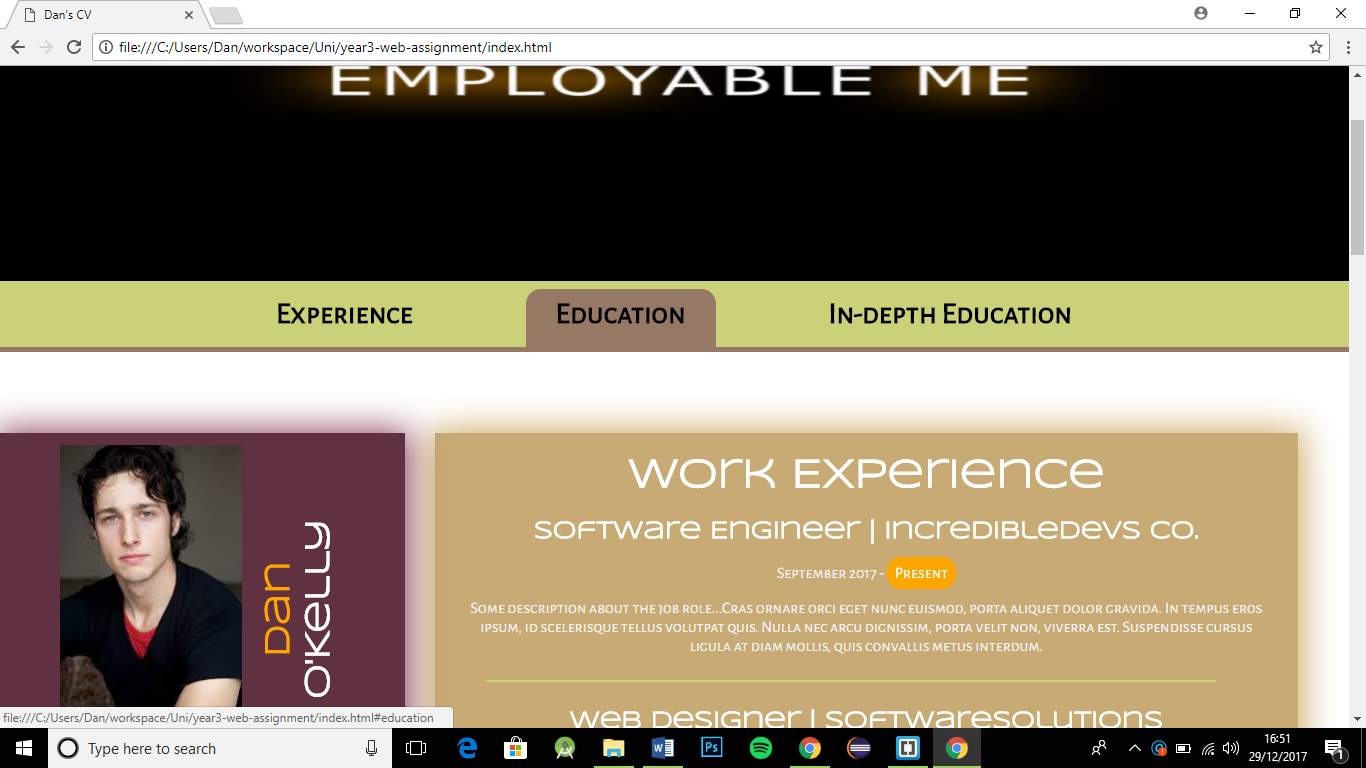 Dan's CV
file:///C:/Users/Dan/workspace/Uni/year3-web-assignment/index.html
EMPLOYABLE ME
Experience
Education
In-depth Education
Dan
O'Kelly
Work Experience
Software Engineer | IncredibleDevs Co.
September 2017 - Present
Some description about the job role...Cras ornare orci eget nunc euismod, porta aliquet dolor gravida. In tempus eros
ipsum, id scelerisque tellus volutpat quis. Nulla nec arcu dignissim, porta velit non, viverra est. Suspendisse cursus
ligula at diam mollis, quis convallis metus interdum.
Web Designer | SoftwareSolutions
file:///C:/Users/Dan/workspace/Uni/year3-web-assignment/index.html#education
Type here to search
16:51
29/12/2017
1